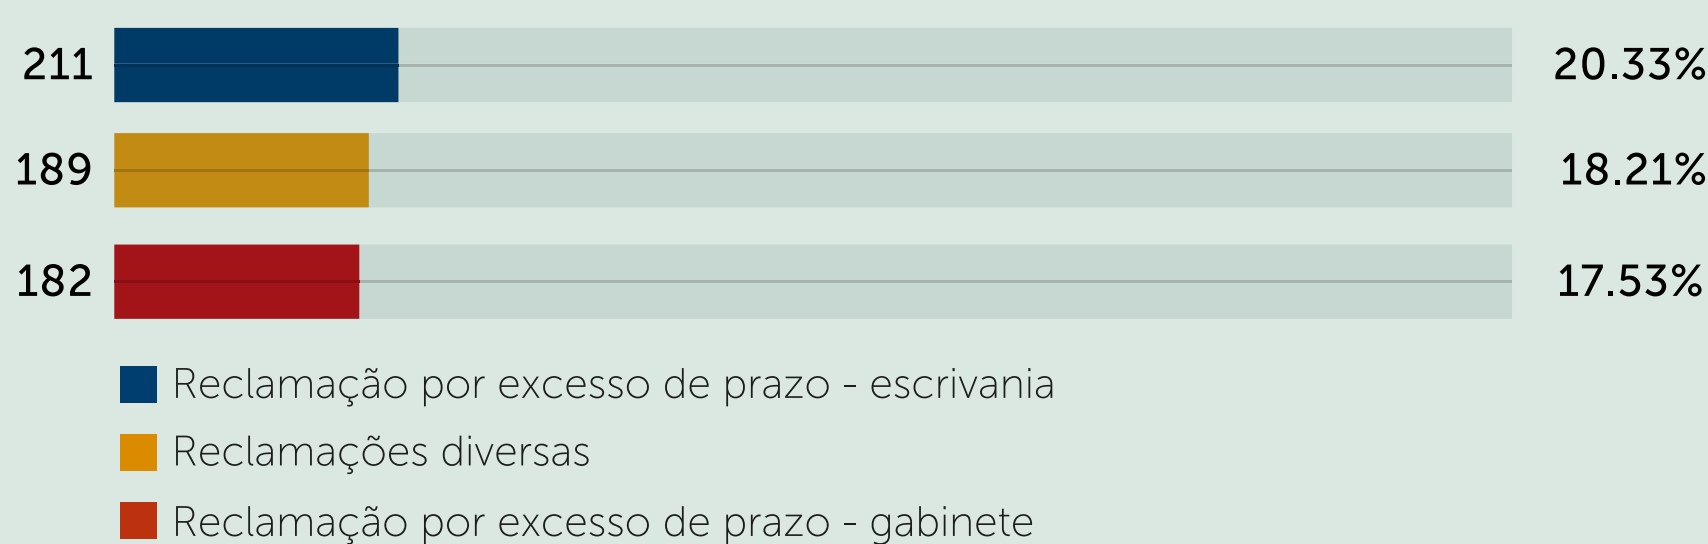 211 20.33%
189 18.21%
182 17.53%
Reclamação por excesso de prazo - escrivania
Reclamações diversas
Reclamação por excesso de prazo - gabinete